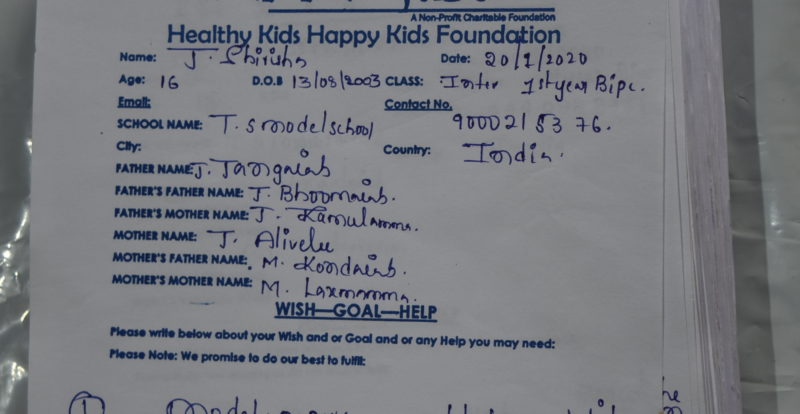 A Non-Profit Charitable Foundation
Healthy Kids Happy Kids Foundation
Name: J. Shirisha Date: 20/1/2020
Age: 16 D.O.B 13/08/2003 CLASS: Inter 1st year Bipc.
Email: Contact No.
SCHOOL NAME: T.s model school 9000215376.
City: Country: India.
FATHER NAME: J. Jangaiah
FATHER'S FATHER NAME: J. Bhoomaiah.
FATHER'S MOTHER NAME: J. Kamulamma.
MOTHER NAME: J. Alivelu
MOTHER'S FATHER NAME: M. Kondaiah.
MOTHER'S MOTHER NAME: M. Laxmamma.
WISH—GOAL—HELP
Please write below about your Wish and or Goal and or any Help you may need:
Please Note: We promise to do our best to fulfil: